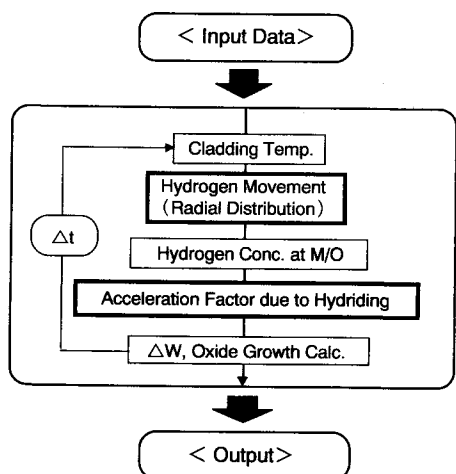 < Input Data>
Cladding Temp.
Hydrogen Movement
(Radial Distribution)
△t
Hydrogen Conc. at M/O
Acceleration Factor due to Hydriding
△W, Oxide Growth Calc.
< Output>